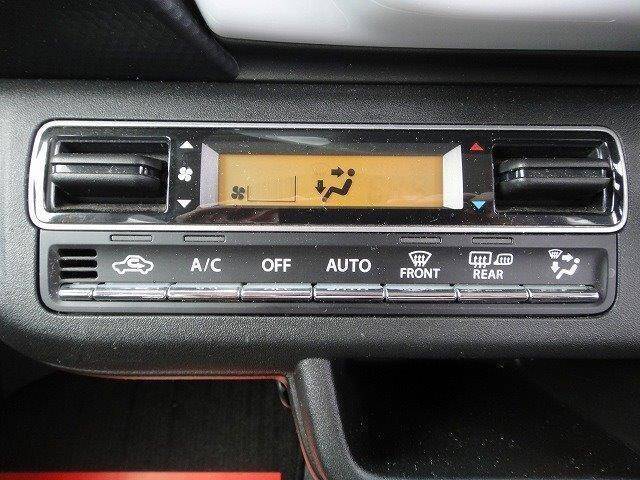 A/C OFF AUTO FRONT REAR